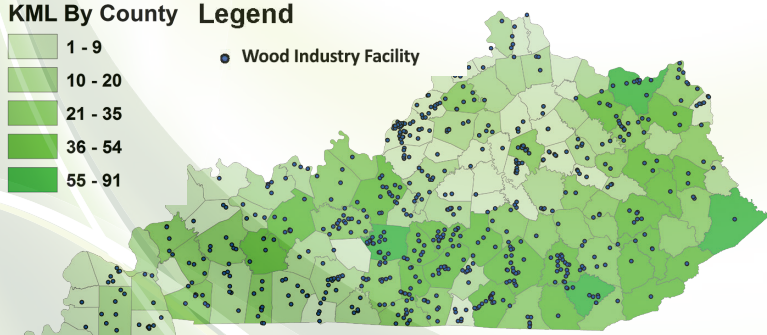 KML By County Legend
1 - 9
Wood Industry Facility
10 - 20
21 - 35
36 - 54
55 - 91